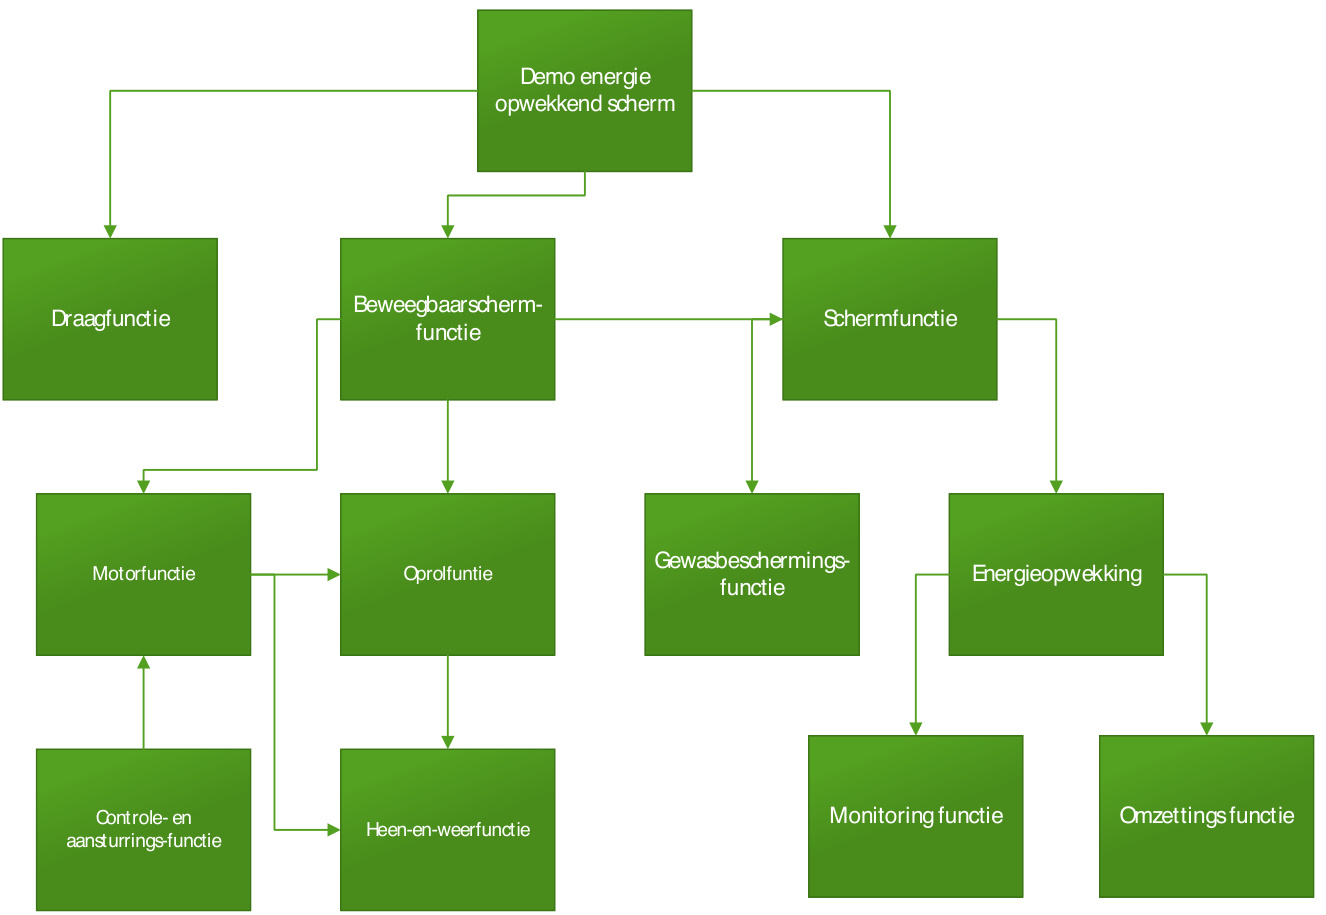 Demo energie
opwekkend scherm
Draagfunctie
Beweegbaarscherm-
functie
Schermfunctie
Motorfunctie
Oprolfuntie
Gewasbeschermings-
functie
Energieopwekking
Controle- en
aansturrings-functie
Heen-en-weerfunctie
Monitoring functie
Omzettings functie